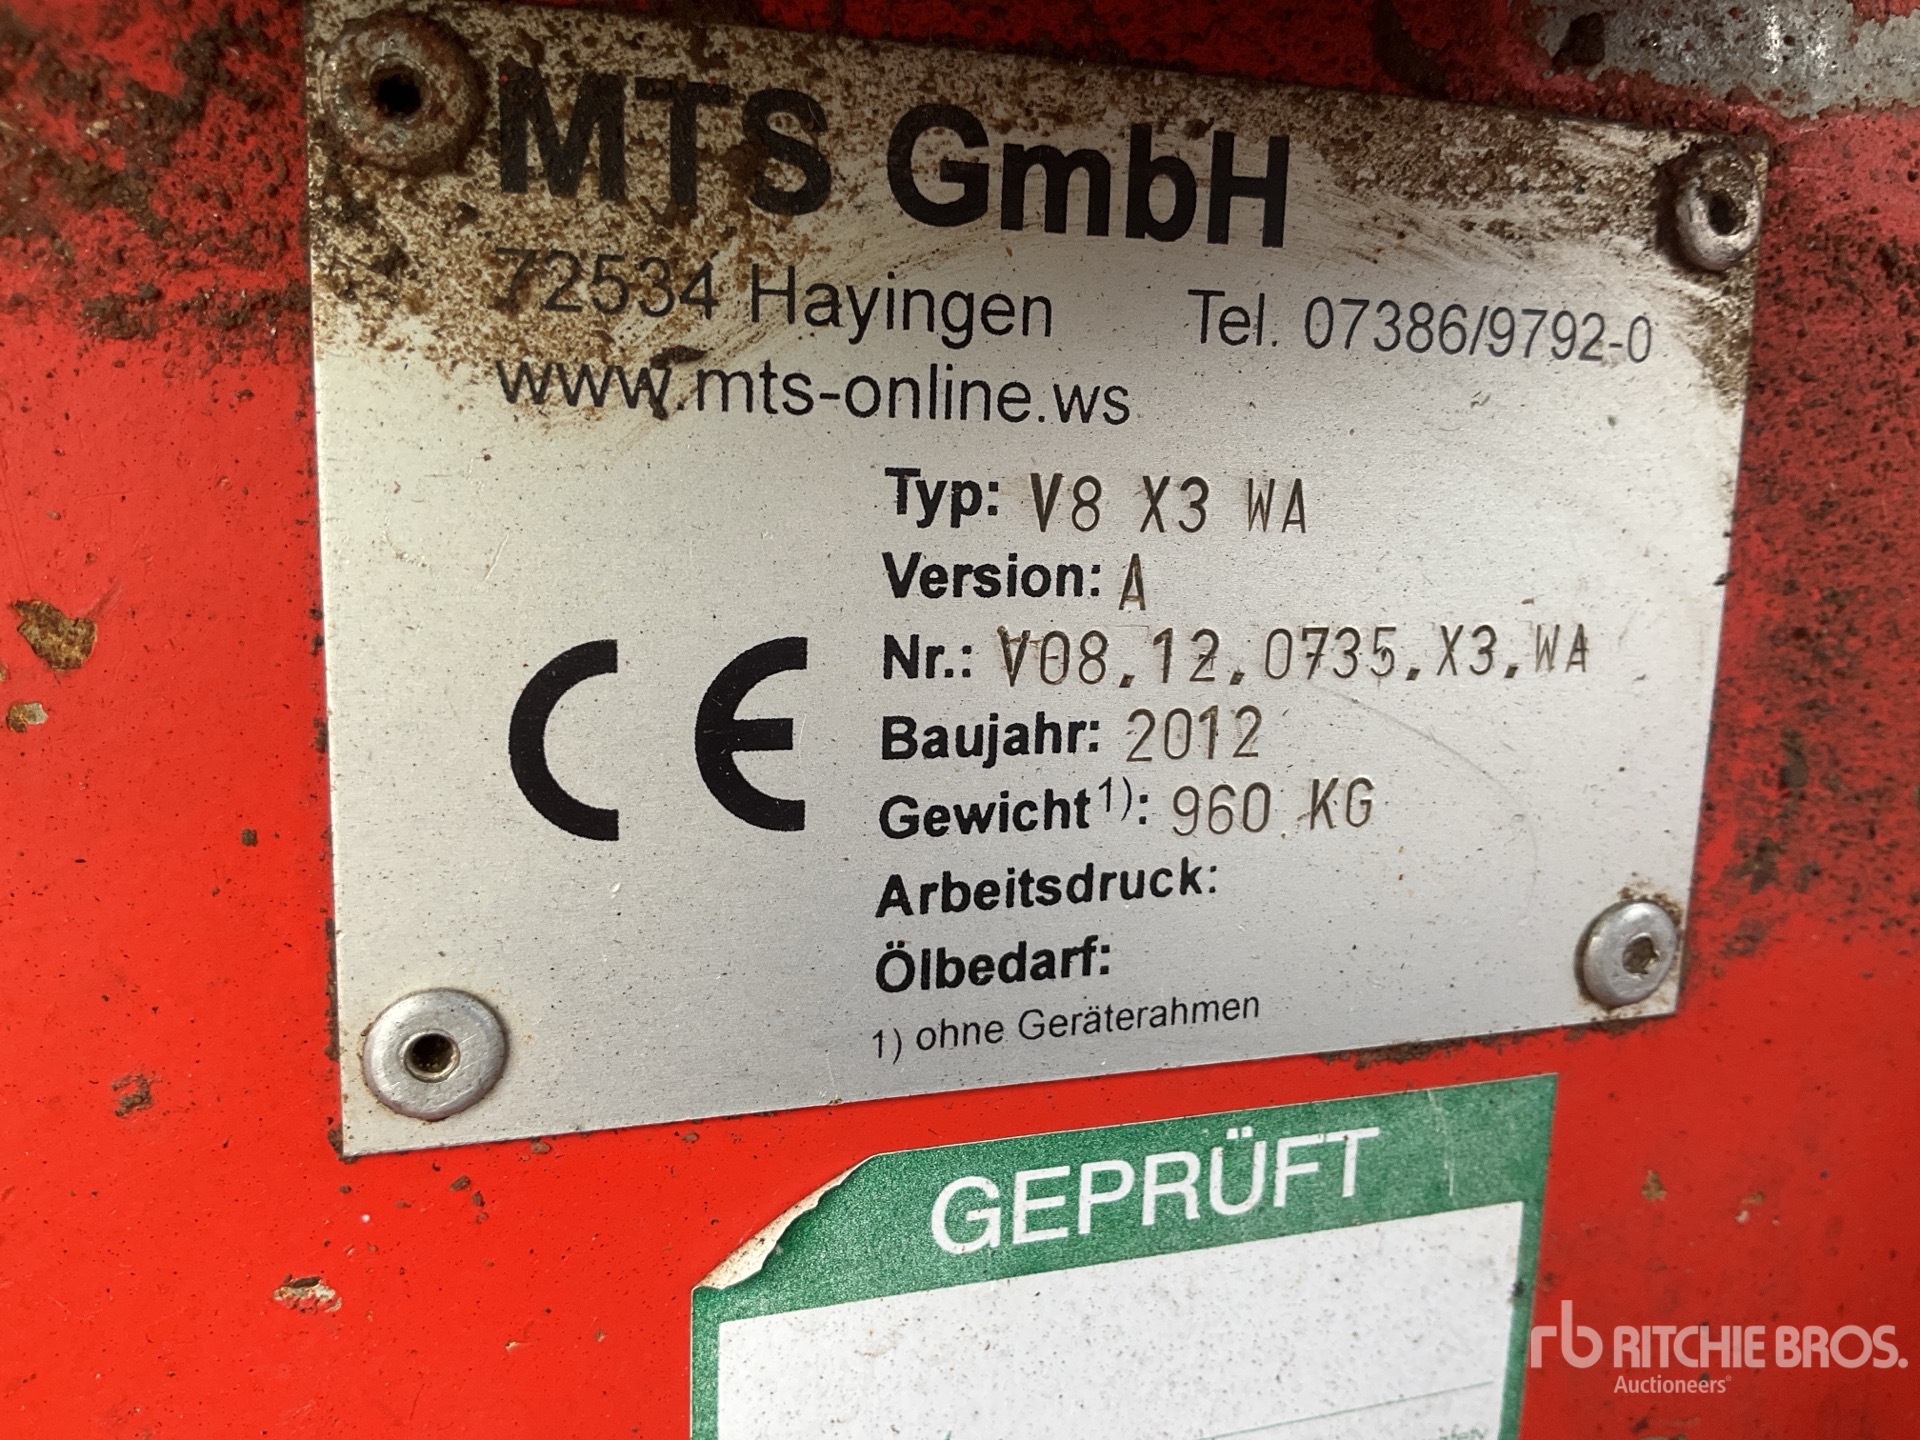 MTS GmbH
72534 Hayingen Tel. 07386/9792-0
www.mts-online.ws
Typ: V8 X3 WA
Version: A
Nr.: V08.12.0735.X3.WA
Baujahr: 2012
Gewicht¹⁾: 960 KG
Arbeitsdruck:
Ölbedarf:
1) ohne Geräterahmen
CE
GEPRÜFT
rb RITCHIE BROS.
Auctioneers®